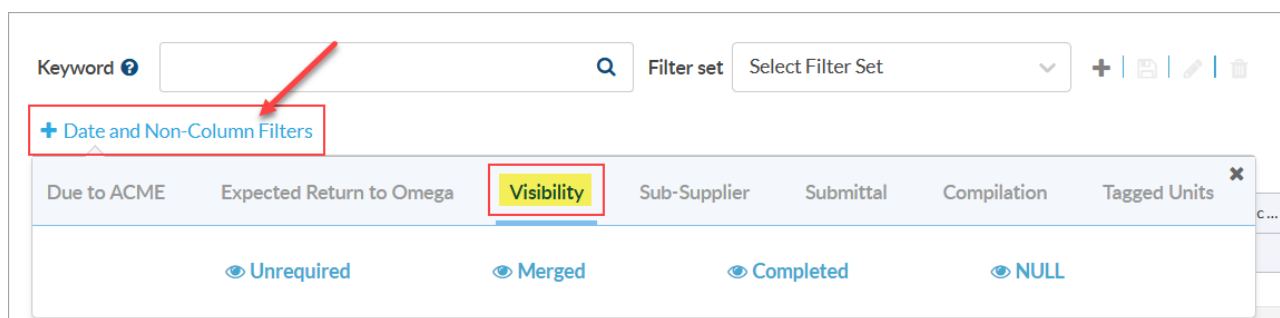 Keyword ? Filter set Select Filter Set
+ Date and Non-Column Filters
Due to ACME Expected Return to Omega Visibility Sub-Supplier Submittal Compilation Tagged Units
c...
Unrequired Merged Completed NULL